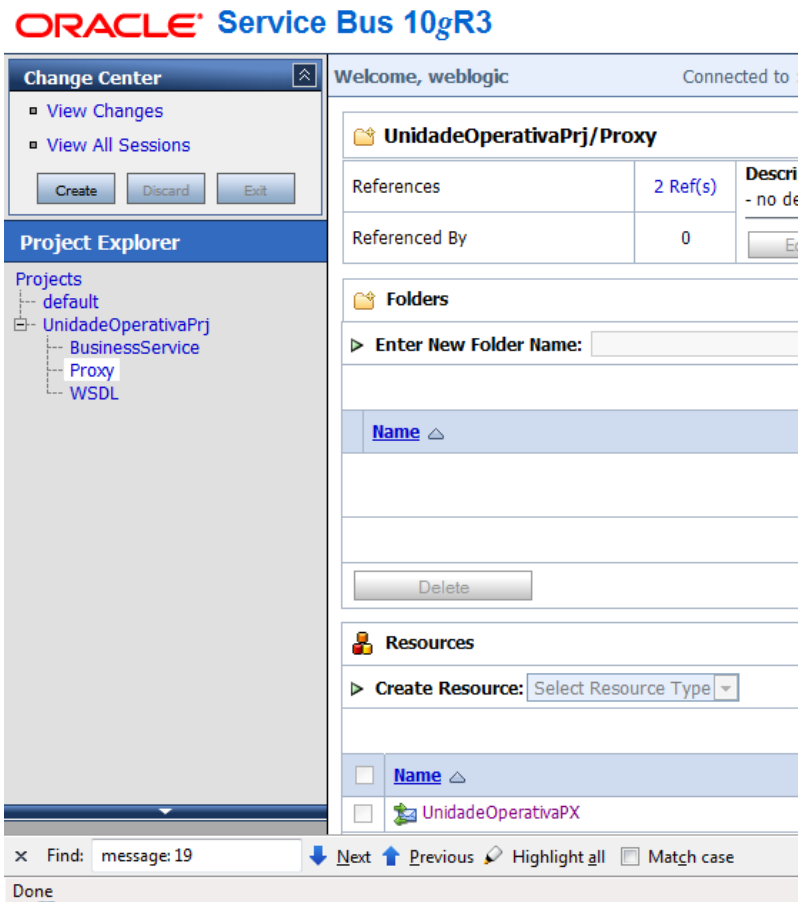 ORACLE Service Bus 10gR3
Change Center
View Changes
View All Sessions
Create Discard Exit
Project Explorer
Projects
default
UnidadeOperativaPrj
BusinessService
Proxy
WSDL
Welcome, weblogic Connected to
UnidadeOperativaPrj/Proxy
References 2 Ref(s) Descri
- no de
Referenced By 0
Folders
Enter New Folder Name:
Name
Delete
Resources
Create Resource: Select Resource Type
Name
UnidadeOperativaPX
× Find: message: 19 Next Previous Highlight all Match case
Done